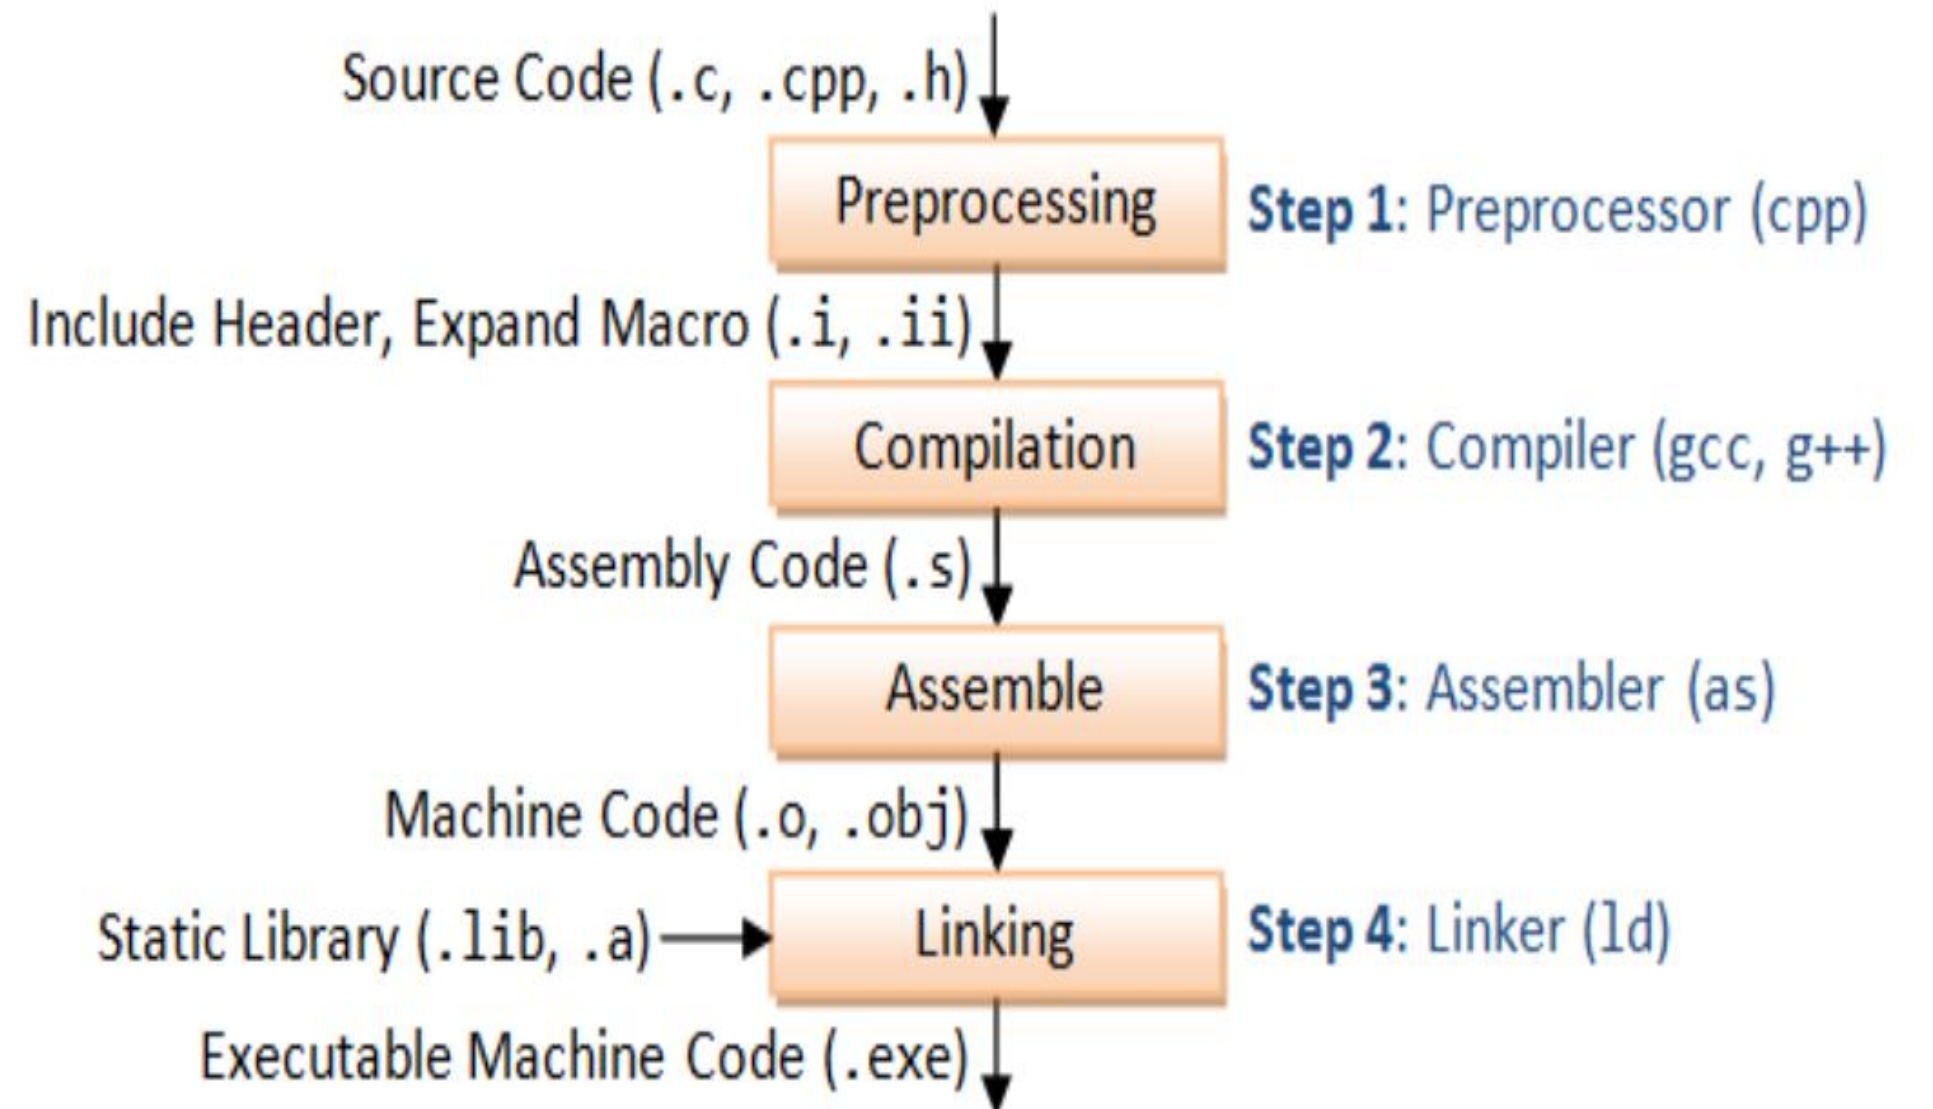 Source Code (.c, .cpp, .h)
Preprocessing
Step 1: Preprocessor (cpp)
Include Header, Expand Macro (.i, .ii)
Compilation
Step 2: Compiler (gcc, g++)
Assembly Code (.s)
Assemble
Step 3: Assembler (as)
Machine Code (.o, .obj)
Static Library (.lib, .a)
Linking
Step 4: Linker (ld)
Executable Machine Code (.exe)